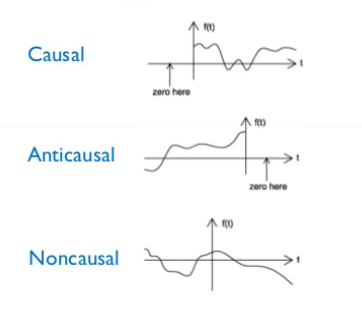 f(t)
Causal
t
zero here
f(t)
Anticausal
t
zero here
f(t)
Noncausal
t